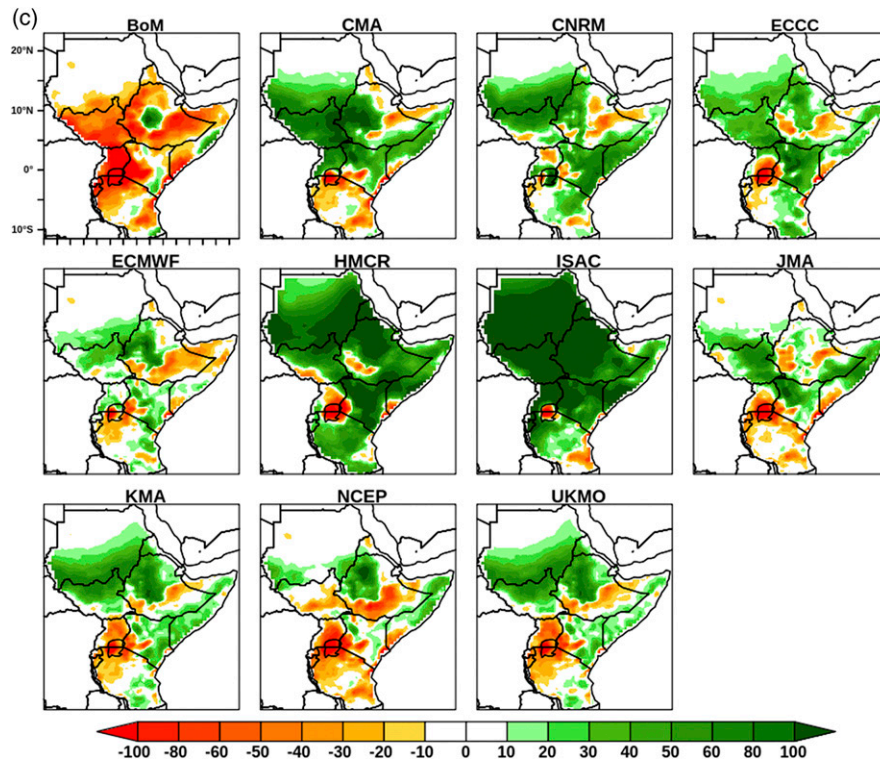 (c)
BoM CMA CNRM ECCC
20°N
10°N
0°
10°S
ECMWF HMCR ISAC JMA
KMA NCEP UKMO
-100 -80 -60 -50 -40 -30 -20 -10 0 10 20 30 40 50 60 80 100